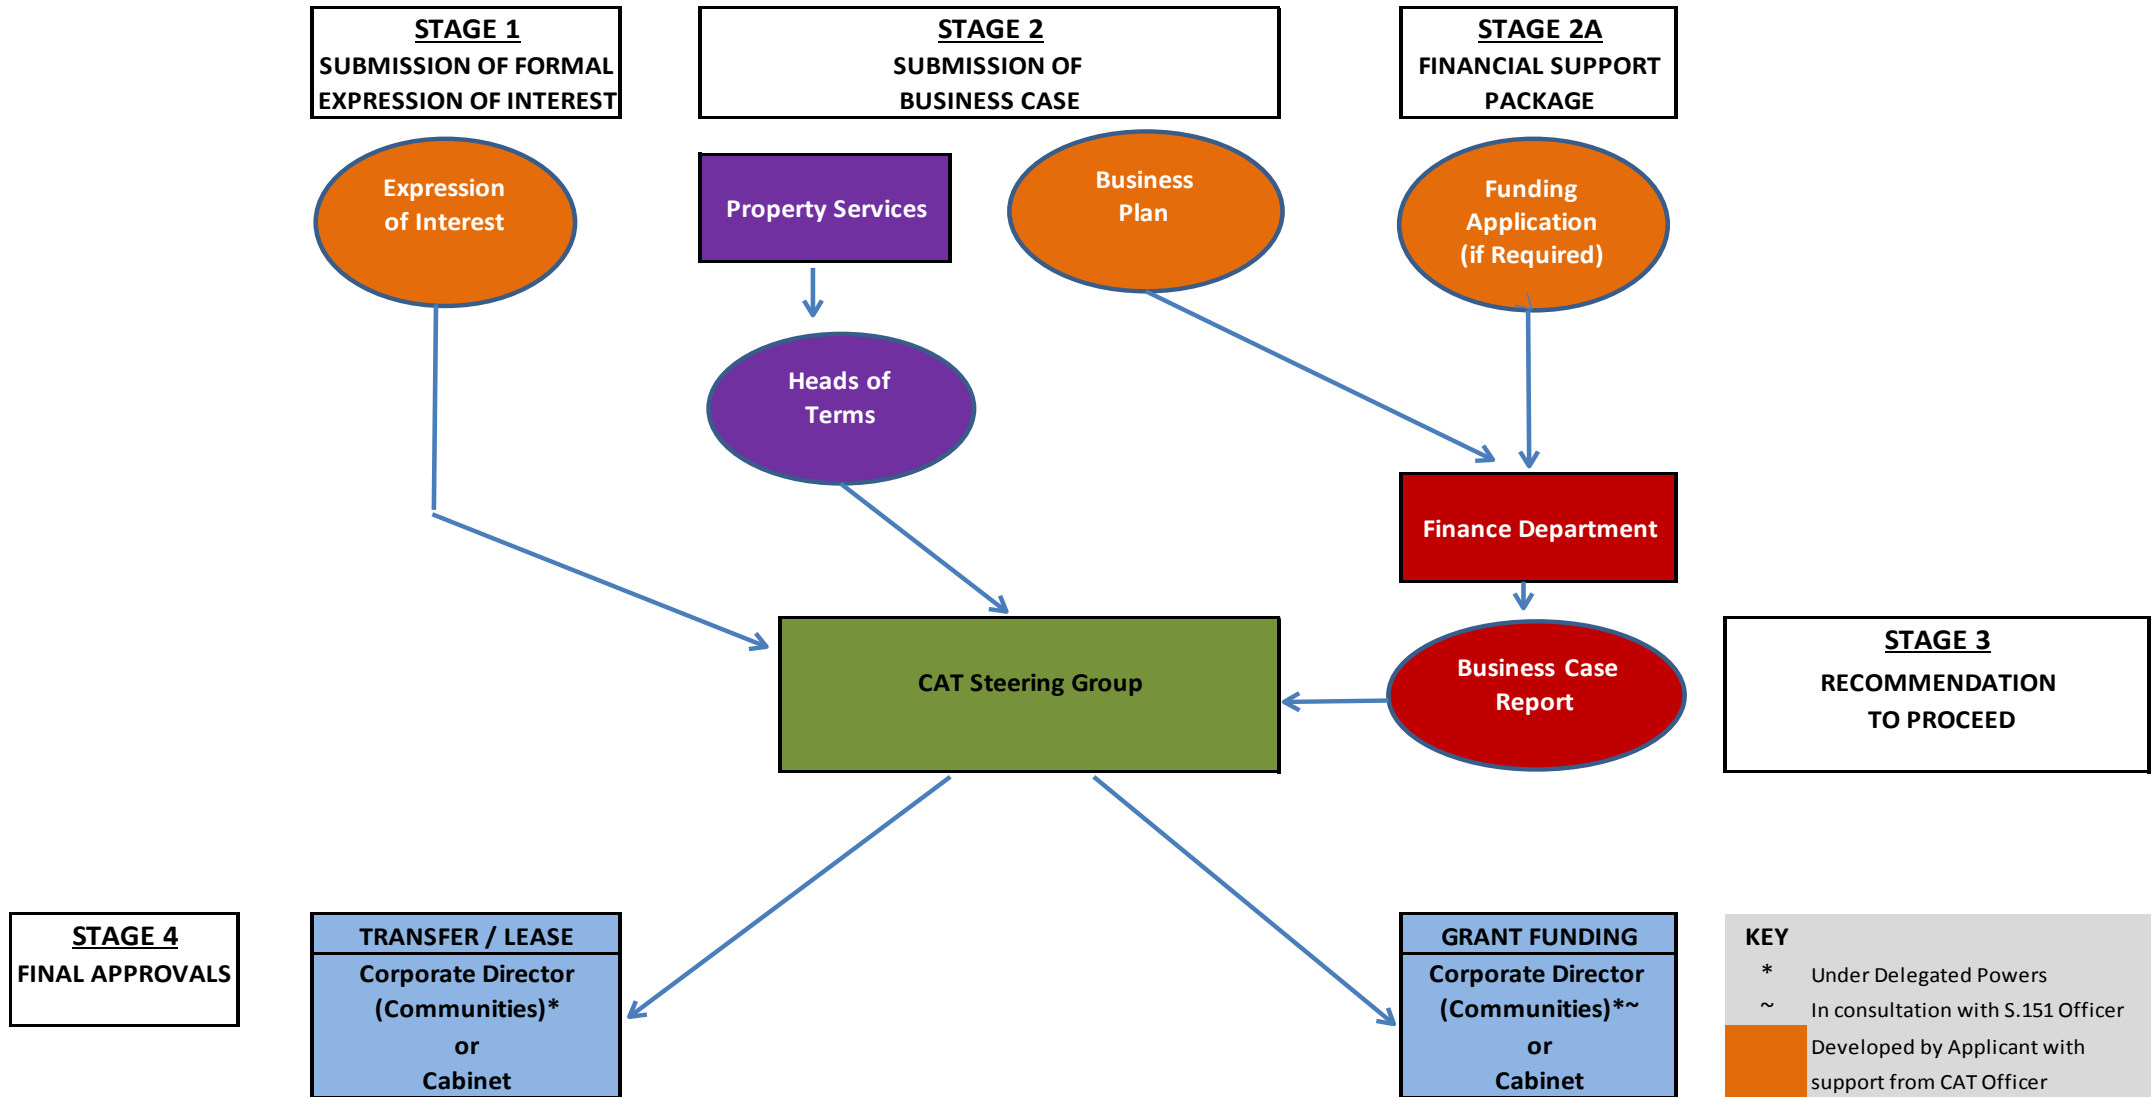 STAGE 1
SUBMISSION OF FORMAL
EXPRESSION OF INTEREST
STAGE 2
SUBMISSION OF
BUSINESS CASE
STAGE 2A
FINANCIAL SUPPORT
PACKAGE
Expression
of Interest
Property Services
Business
Plan
Funding
Application
(if Required)
Heads of
Terms
Finance Department
CAT Steering Group
Business Case
Report
STAGE 3
RECOMMENDATION
TO PROCEED
STAGE 4
FINAL APPROVALS
TRANSFER / LEASE
Corporate Director
(Communities)*
or
Cabinet
GRANT FUNDING
Corporate Director
(Communities)*~
or
Cabinet
KEY
* Under Delegated Powers
~ In consultation with S.151 Officer
Developed by Applicant with
support from CAT Officer